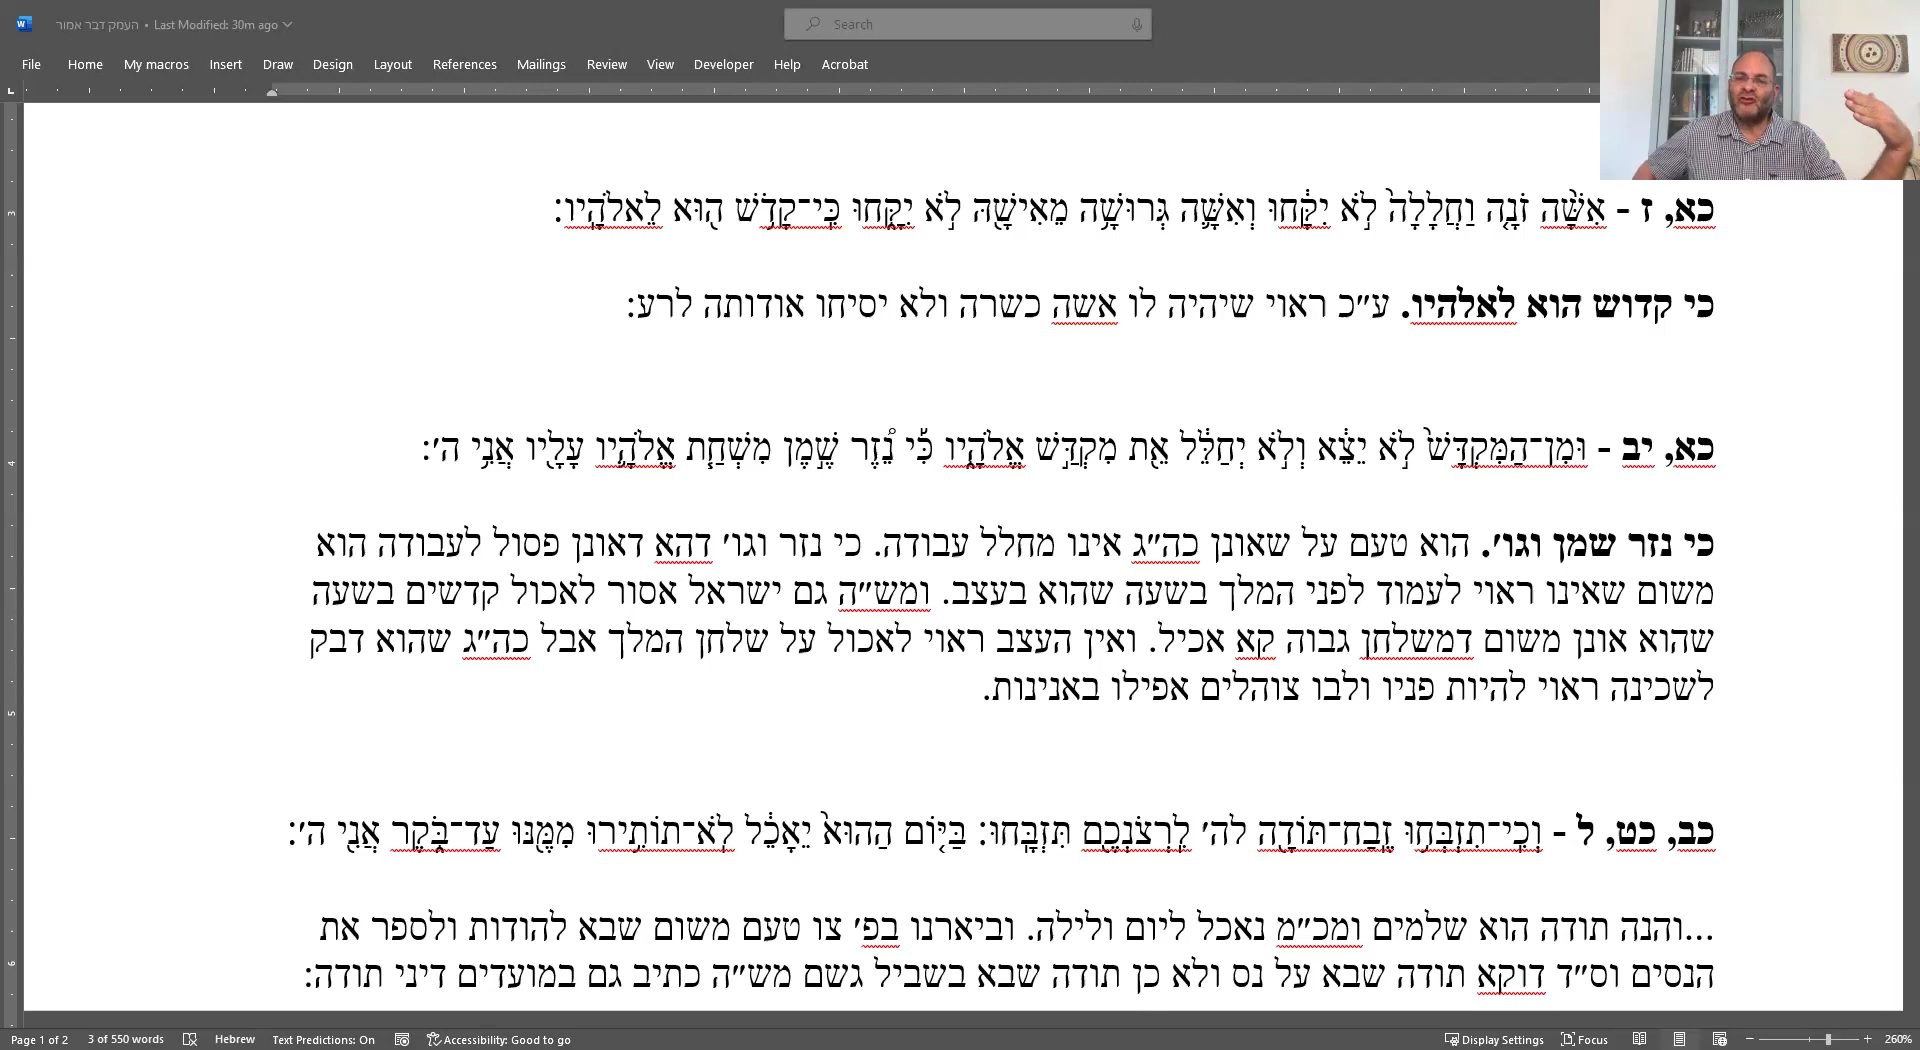 העמק דבר אמור • Last Modified: 30m ago
Search
File Home My macros Insert Draw Design Layout References Mailings Review View Developer Help Acrobat
כא, ז - אִשָּׁ֨ה זֹנָ֤ה וַחֲלָלָה֙ לֹ֣א יִקָּ֔חוּ וְאִשָּׁ֛ה גְּרוּשָׁ֥ה מֵאִישָׁ֖הּ לֹ֣א יִקָּ֑חוּ כִּֽי־קָדֹ֥שׁ ה֖וּא לֵאלֹהָֽיו׃
כי קדוש הוא לאלהיו. ע״כ ראוי שיהיה לו אשה כשרה ולא יסיחו אודותה לרע:
כא, יב - וּמִן־הַמִּקְדָּשׁ֙ לֹ֣א יֵצֵ֔א וְלֹ֣א יְחַלֵּ֔ל אֵ֖ת מִקְדַּ֣שׁ אֱלֹהָ֑יו כִּ֡י נֵ֠זֶר שֶׁ֣מֶן מִשְׁחַ֧ת אֱלֹהָ֛יו עָלָ֖יו אֲנִ֥י ה׳׃
כי נזר שמן וגו׳. הוא טעם על שאונן כה״ג אינו מחלל עבודה. כי נזר וגו׳ דהא דאונן פסול לעבודה הוא
משום שאינו ראוי לעמוד לפני המלך בשעה שהוא בעצב. ומש״ה גם ישראל אסור לאכול קדשים בשעה
שהוא אונן משום דמשלחן גבוה קא אכיל. ואין העצב ראוי לאכול על שלחן המלך אבל כה״ג שהוא דבק
לשכינה ראוי להיות פניו ולבו צוהלים אפילו באנינות.
כב, כט, ל - וְכִֽי־תִזְבְּח֥וּ זֶֽבַח־תּוֹדָ֖ה לה׳ לִֽרְצֹנְכֶ֖ם תִּזְבָּֽחוּ׃ בַּיּ֤וֹם הַהוּא֙ יֵאָכֵ֔ל לֹֽא־תוֹתִ֥ירוּ מִמֶּ֖נּוּ עַד־בֹּ֑קֶר אֲנִ֖י ה׳׃
...והנה תודה הוא שלמים ומכ״מ נאכל ליום ולילה. וביארנו בפ׳ צו טעם משום שבא להודות ולספר את
הנסים וס״ד דוקא תודה שבא על נס ולא כן תודה שבא בשביל גשם מש״ה כתיב גם במועדים דיני תודה:
Page 1 of 2 3 of 550 words Hebrew Text Predictions: On Accessibility: Good to go Display Settings Focus 260%